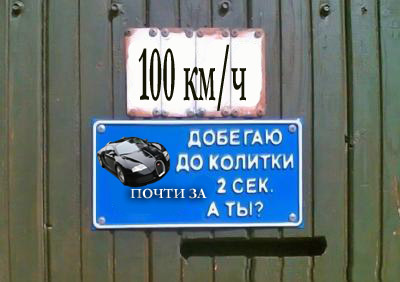 100 км/ч
ДОБЕГАЮ
ДО КОЛИТКИ
ПОЧТИ ЗА 2 СЕК.
А ТЫ?